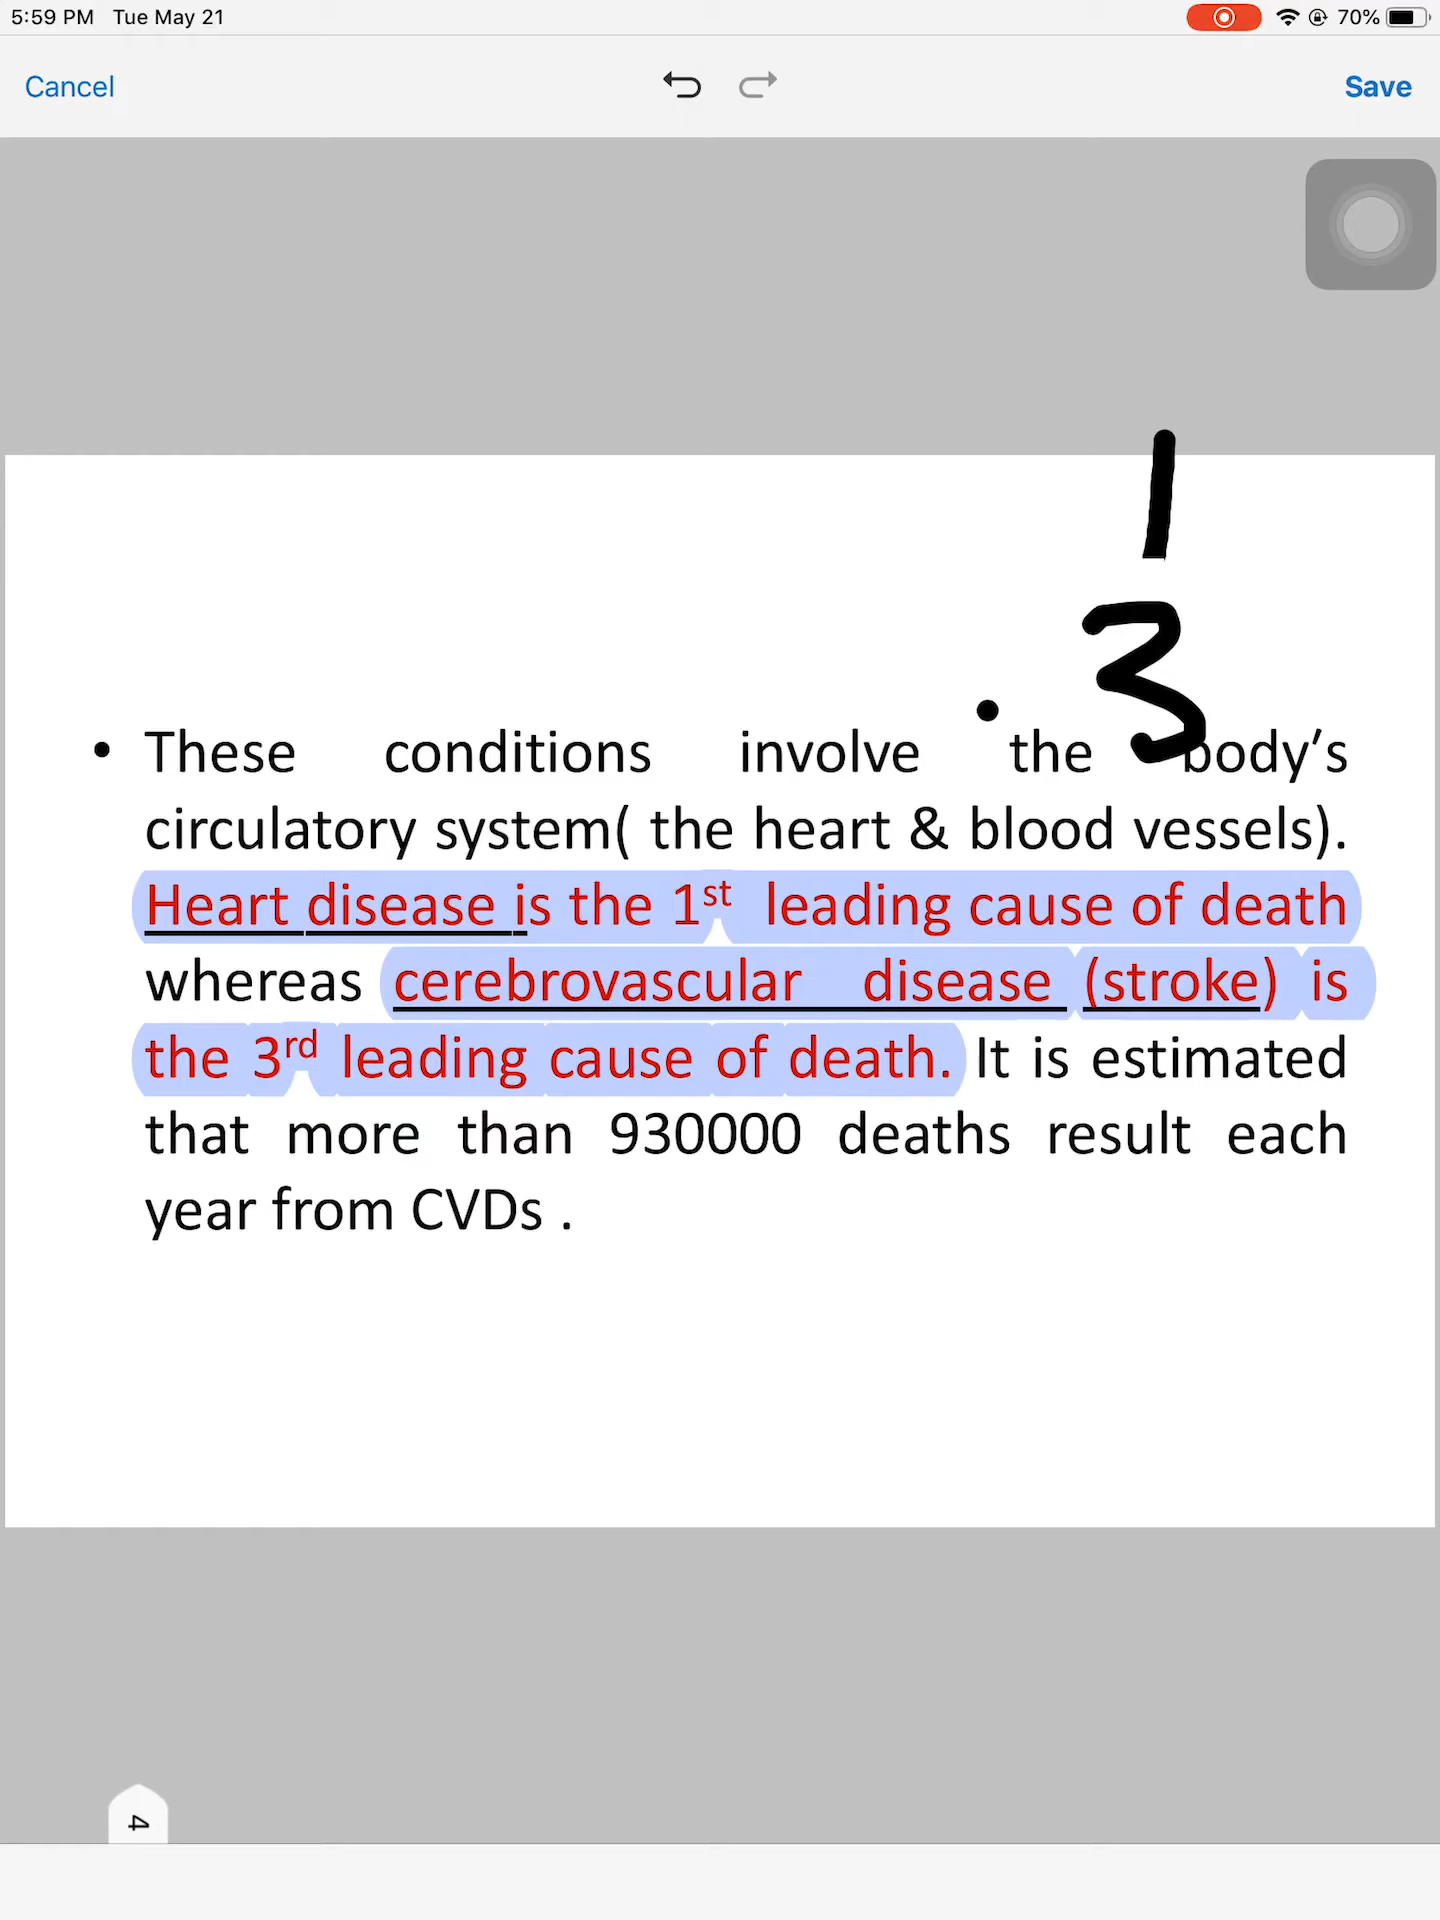 5:59 PM Tue May 21
70%
Cancel
Save
1
3
• These conditions involve the body's
circulatory system( the heart & blood vessels).
Heart disease is the 1st leading cause of death
whereas cerebrovascular disease (stroke) is
the 3rd leading cause of death. It is estimated
that more than 930000 deaths result each
year from CVDs .
4